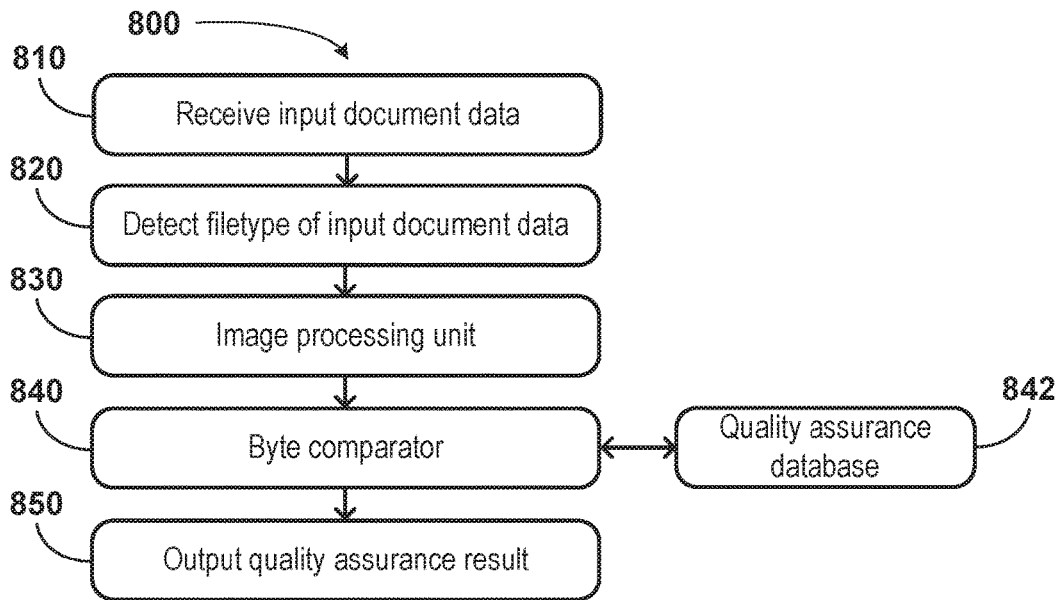 800
810
Receive input document data
820
Detect filetype of input document data
830
Image processing unit
840
Byte comparator
842
Quality assurance
database
850
Output quality assurance result